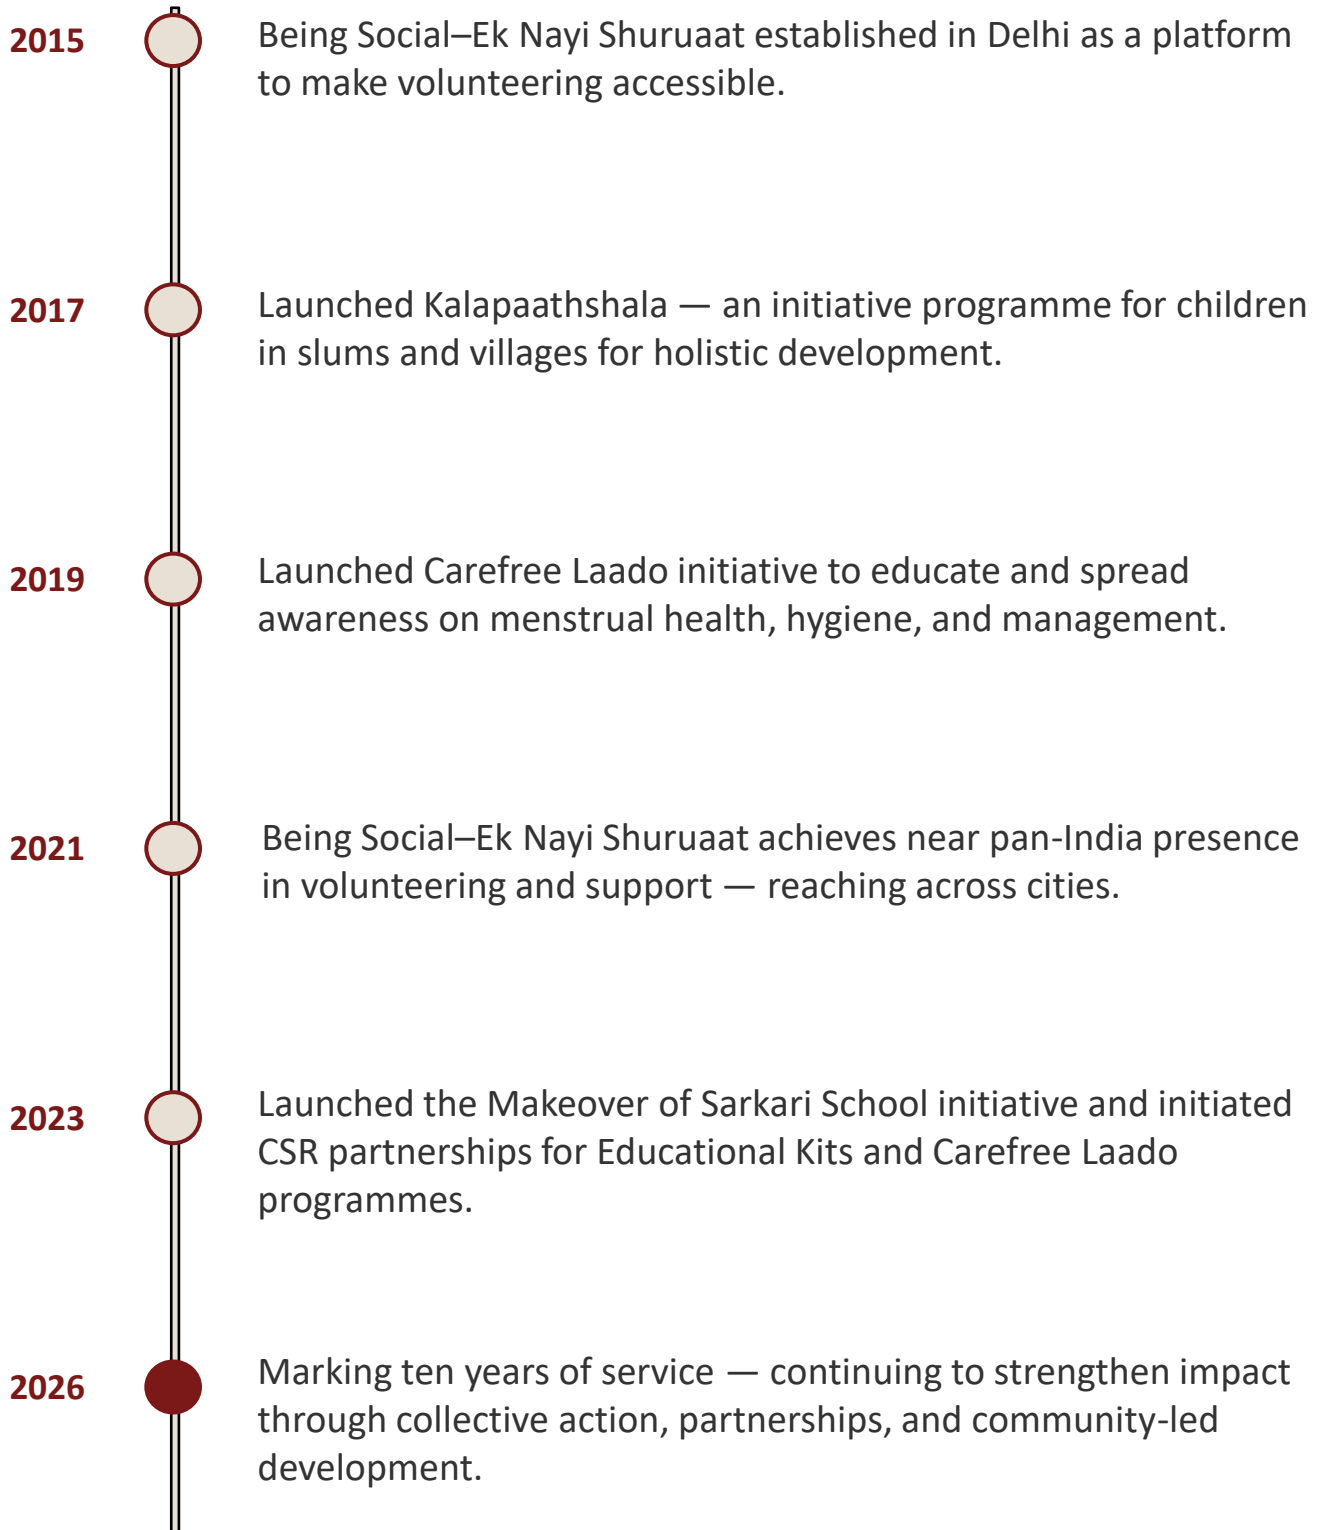 2015
Being Social–Ek Nayi Shuruaat established in Delhi as a platform
to make volunteering accessible.
2017
Launched Kalapaathshala — an initiative programme for children
in slums and villages for holistic development.
2019
Launched Carefree Laado initiative to educate and spread
awareness on menstrual health, hygiene, and management.
2021
Being Social–Ek Nayi Shuruaat achieves near pan-India presence
in volunteering and support — reaching across cities.
2023
Launched the Makeover of Sarkari School initiative and initiated
CSR partnerships for Educational Kits and Carefree Laado
programmes.
2026
Marking ten years of service — continuing to strengthen impact
through collective action, partnerships, and community-led
development.